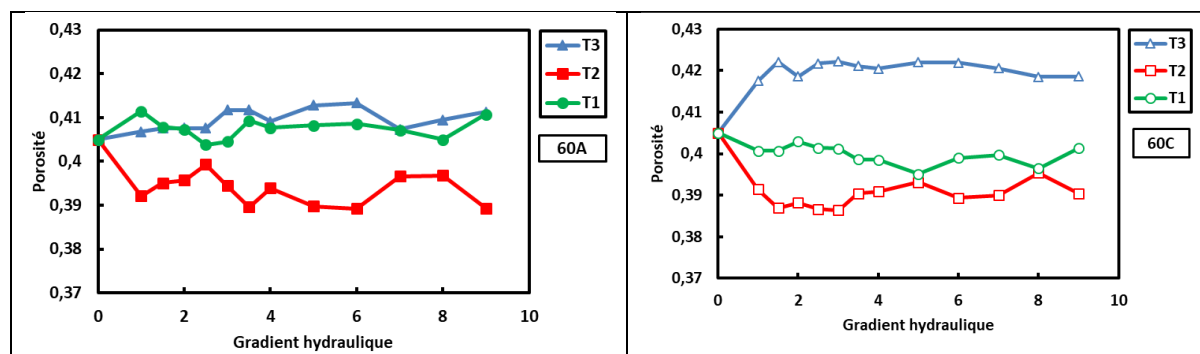 0,43
0,42
0,41
0,4
0,39
0,38
0,37
Porosité
0 2 4 6 8 10
Gradient hydraulique
T3
T2
T1
60A
0,43
0,42
0,41
0,4
0,39
0,38
0,37
Porosité
0 2 4 6 8 10
Gradient hydraulique
T3
T2
T1
60C